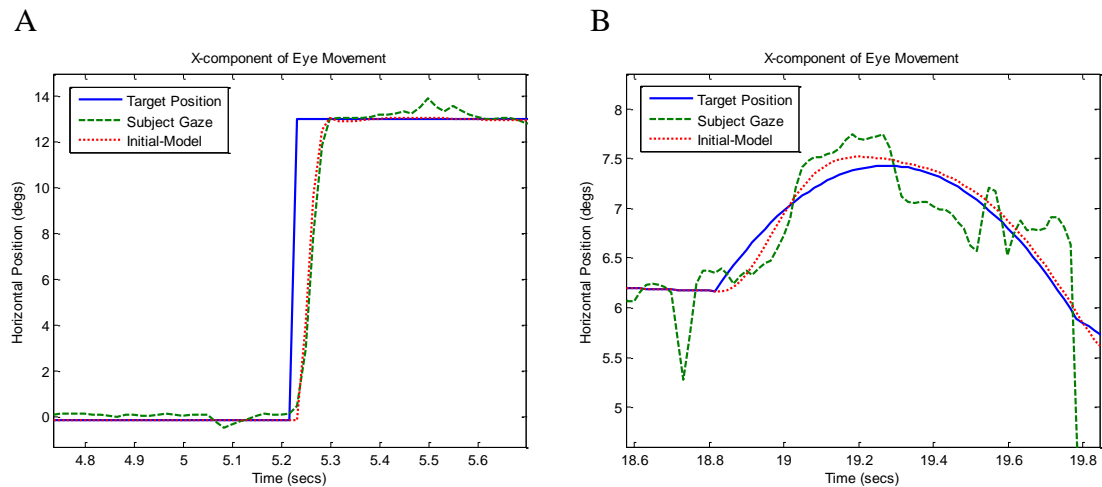 A
X-component of Eye Movement
14
12
10
8
6
4
2
0
Horizontal Position (degs)
Target Position
Subject Gaze
Initial-Model
4.8 4.9 5 5.1 5.2 5.3 5.4 5.5 5.6
Time (secs)
B
X-component of Eye Movement
8
7.5
7
6.5
6
5.5
5
Horizontal Position (degs)
Target Position
Subject Gaze
Initial-Model
18.6 18.8 19 19.2 19.4 19.6 19.8
Time (secs)